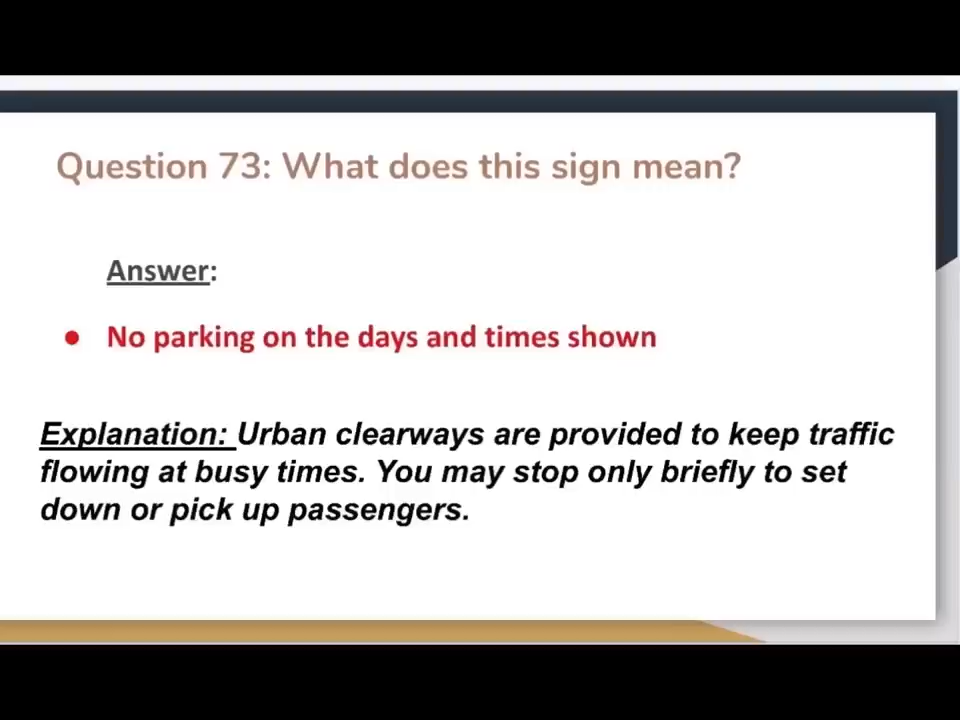 Question 73: What does this sign mean?
Answer:
● No parking on the days and times shown
Explanation: Urban clearways are provided to keep traffic
flowing at busy times. You may stop only briefly to set
down or pick up passengers.